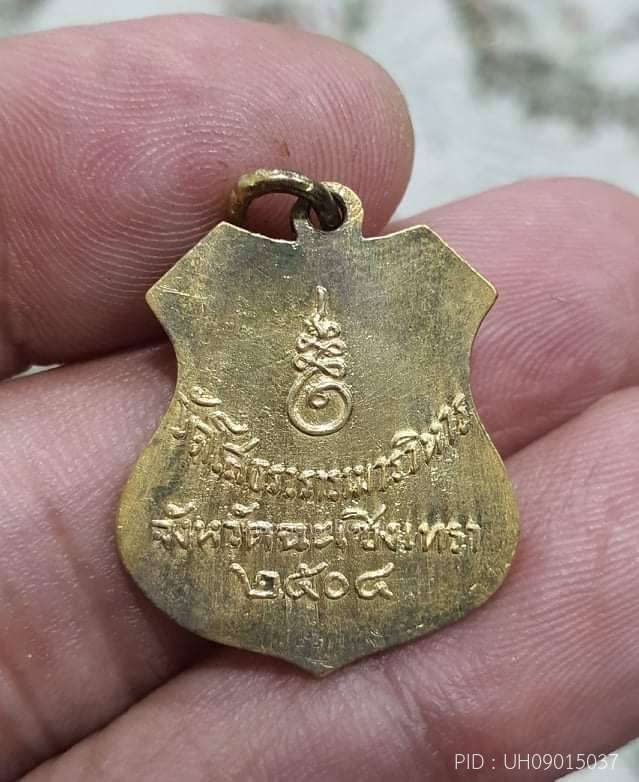 วัดโสธรวรารามวรวิหาร
จังหวัดฉะเชิงเทรา
๒๕๐๔
PID : UH09015037